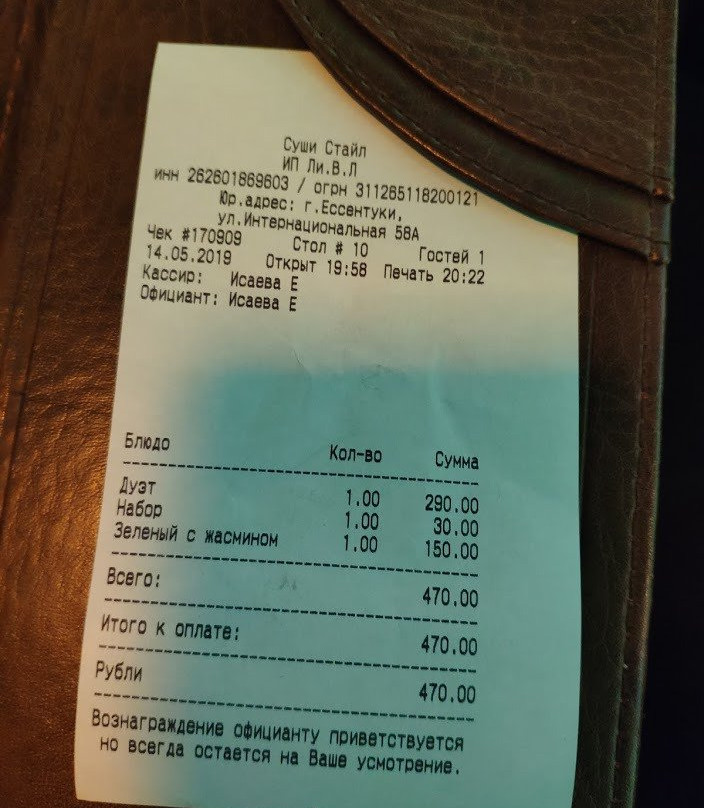 Суши Стайл
ИП Ли.В.Л
инн 262601869603 / огрн 311265118200121
Юр.адрес: г.Ессентуки,
ул.Интернациональная 58А
Чек #170909 Стол # 10 Гостей 1
14.05.2019 Открыт 19:58 Печать 20:22
Кассир: Исаева Е
Официант: Исаева Е
Блюдо Кол-во Сумма
Дуэт 1.00 290.00
Набор 1.00 30.00
Зеленый с жасмином 1.00 150.00
Всего: 470.00
Итого к оплате: 470.00
Рубли 470.00
Вознаграждение официанту приветствуется
но всегда остается на Ваше усмотрение.